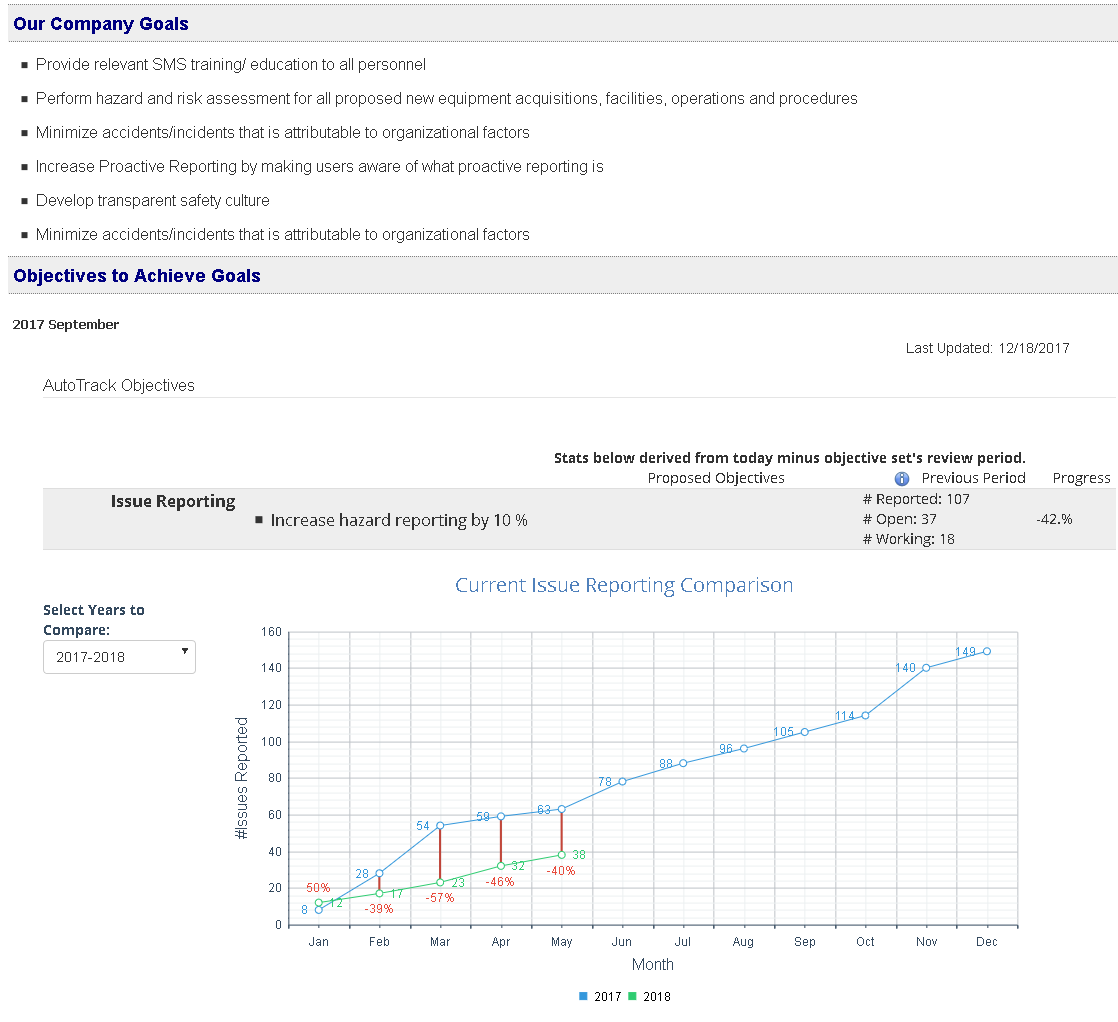 Our Company Goals
Provide relevant SMS training/ education to all personnel
Perform hazard and risk assessment for all proposed new equipment acquisitions, facilities, operations and procedures
Minimize accidents/incidents that is attributable to organizational factors
Increase Proactive Reporting by making users aware of what proactive reporting is
Develop transparent safety culture
Minimize accidents/incidents that is attributable to organizational factors
Objectives to Achieve Goals
2017 September
Last Updated: 12/18/2017
AutoTrack Objectives
Stats below derived from today minus objective set's review period.
Proposed Objectives Previous Period Progress
Issue Reporting
Increase hazard reporting by 10 %
# Reported: 107
# Open: 37
# Working: 18
-42.%
Current Issue Reporting Comparison
Select Years to
Compare:
2017-2018
#Issues Reported
160
140
120
100
80
60
40
20
0
8
28
54
59
63
78
88
96
105
114
140
149
12
17
23
32
38
50%
-39%
-57%
-46%
-40%
Jan Feb Mar Apr May Jun Jul Aug Sep Oct Nov Dec
Month
2017 2018